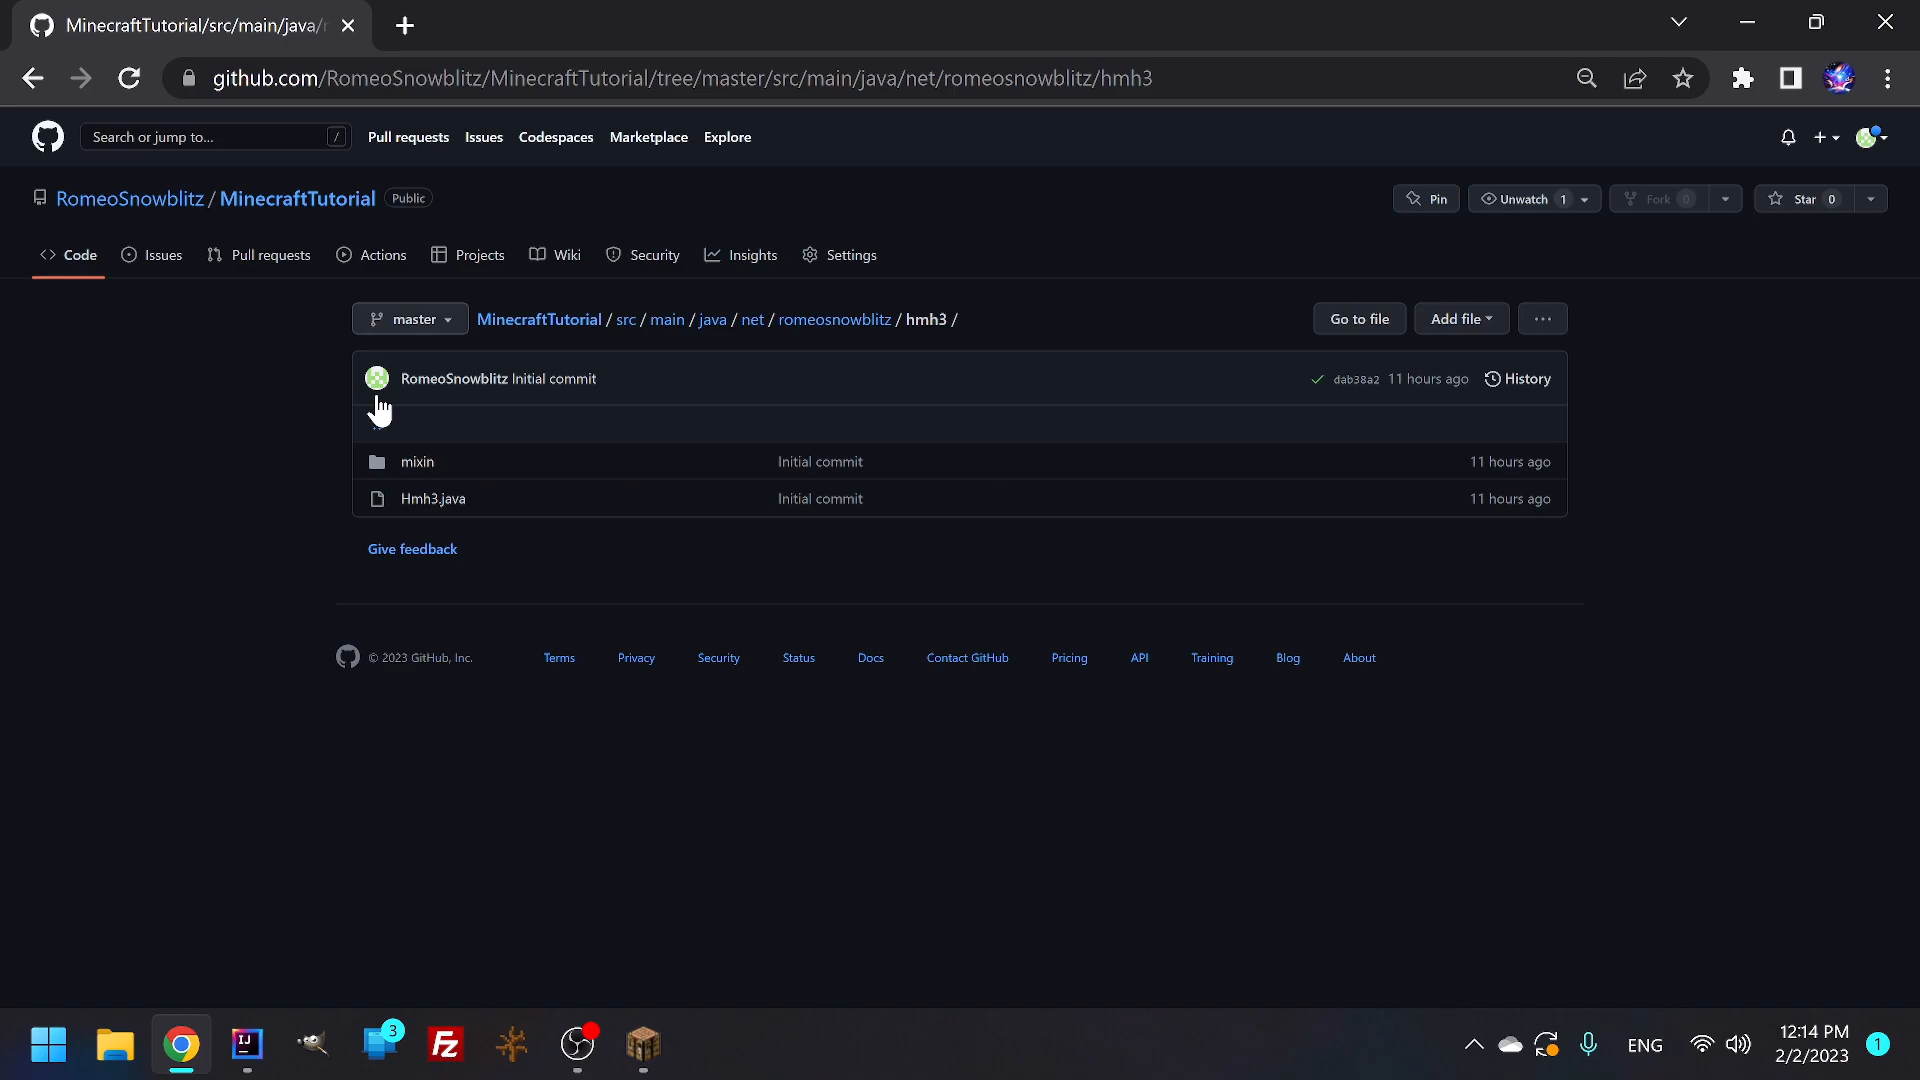 MinecraftTutorial/src/main/java/
github.com/RomeoSnowblitz/MinecraftTutorial/tree/master/src/main/java/net/romeosnowblitz/hmh3
Search or jump to... / Pull requests Issues Codespaces Marketplace Explore
RomeoSnowblitz / MinecraftTutorial Public Pin Unwatch 1 Fork 0 Star 0
Code Issues Pull requests Actions Projects Wiki Security Insights Settings
master MinecraftTutorial / src / main / java / net / romeosnowblitz / hmh3 / Go to file Add file ...
RomeoSnowblitz Initial commit dab38a2 11 hours ago History
mixin Initial commit 11 hours ago
Hmh3.java Initial commit 11 hours ago
Give feedback
© 2023 GitHub, Inc. Terms Privacy Security Status Docs Contact GitHub Pricing API Training Blog About
IJ 3 FZ ENG 12:14 PM 1
2/2/2023